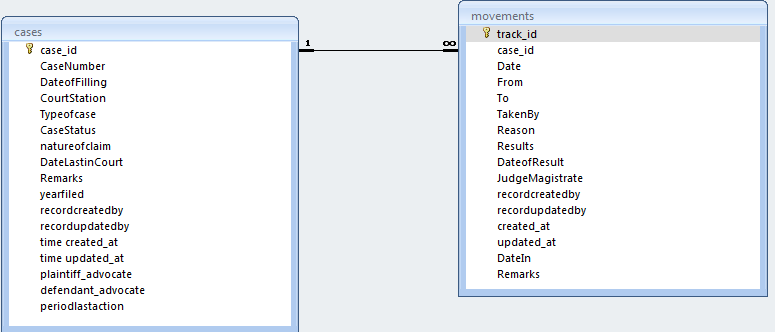 cases
case_id
CaseNumber
DateofFilling
CourtStation
Typeofcase
CaseStatus
natureofclaim
DateLastinCourt
Remarks
yearfiled
recordcreatedby
recordupdatedby
time created_at
time updated_at
plaintiff_advocate
defendant_advocate
periodlastaction
1
∞
movements
track_id
case_id
Date
From
To
TakenBy
Reason
Results
DateofResult
JudgeMagistrate
recordcreatedby
recordupdatedby
created_at
updated_at
DateIn
Remarks